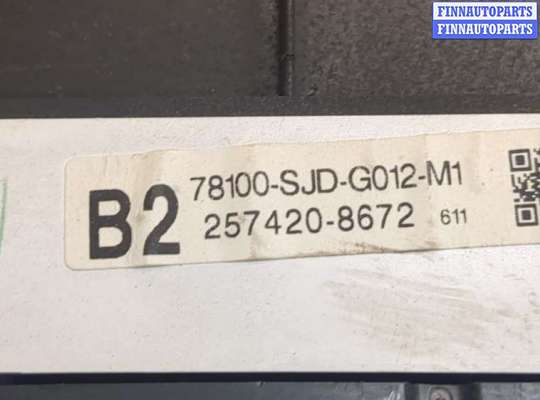 FINNAUTOPARTS
FINNAUTOPARTS
B2
78100-SJD-G012-M1
257420-8672 611